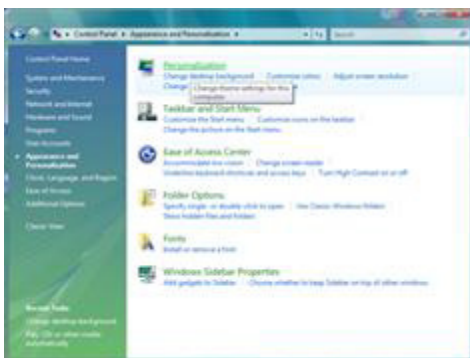 Control Panel ▸ Appearance and Personalization ▸
Search
Control Panel Home
System and Maintenance
Security
Network and Internet
Hardware and Sound
Programs
User Accounts
Appearance and
Personalization
Clock, Language, and Region
Ease of Access
Additional Options
Classic View
Recent Tasks
Change desktop background
Play CDs or other media
automatically
Personalization
Change desktop background
Customize colors
Adjust screen resolution
Change
Change theme settings for this
computer.
Taskbar and Start Menu
Customize the Start menu
Customize icons on the taskbar
Change the picture on the Start menu
Ease of Access Center
Accommodate low vision
Change screen reader
Underline keyboard shortcuts and access keys
Turn High Contrast on or off
Folder Options
Specify single- or double-click to open
Use Classic Windows folders
Show hidden files and folders
Fonts
Install or remove a font
Windows Sidebar Properties
Add gadgets to Sidebar
Choose whether to keep Sidebar on top of other windows